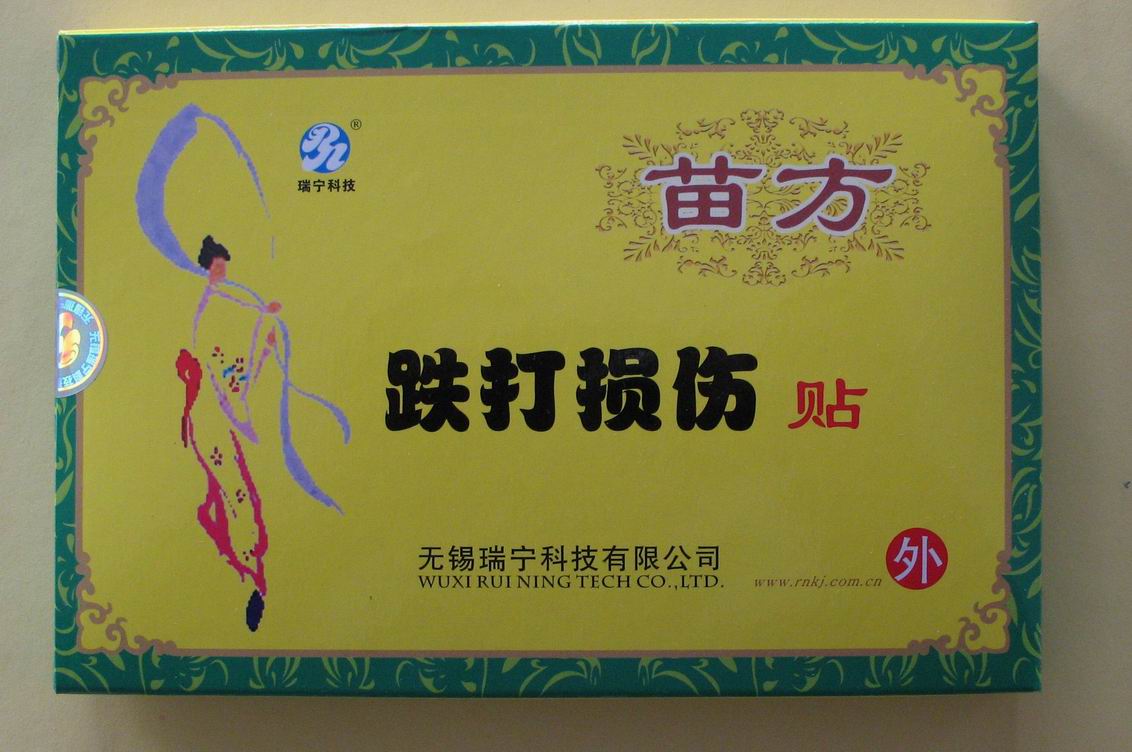 ®
瑞宁科技
苗方
跌打损伤 贴
无锡瑞宁科技有限公司
WUXI RUI NING TECH CO.,LTD.
www.rnkj.com.cn
外